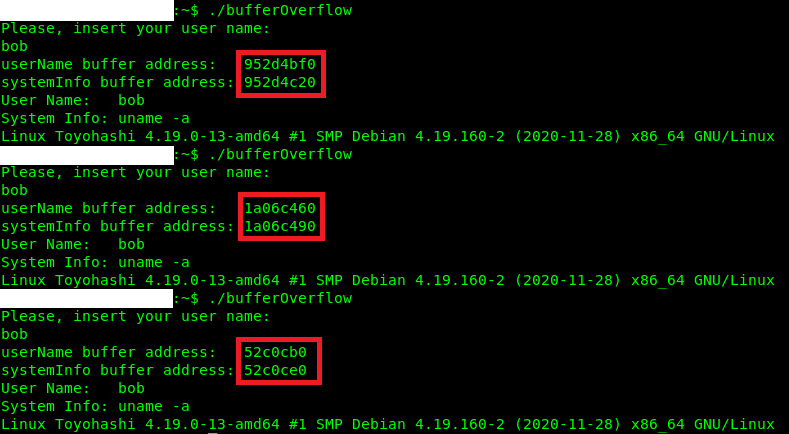 :~$ ./bufferOverflow
Please, insert your user name:
bob
userName buffer address:   952d4bf0
systemInfo buffer address: 952d4c20
User Name:   bob
System Info: uname -a
Linux Toyohashi 4.19.0-13-amd64 #1 SMP Debian 4.19.160-2 (2020-11-28) x86_64 GNU/Linux
:~$ ./bufferOverflow
Please, insert your user name:
bob
userName buffer address:   1a06c460
systemInfo buffer address: 1a06c490
User Name:   bob
System Info: uname -a
Linux Toyohashi 4.19.0-13-amd64 #1 SMP Debian 4.19.160-2 (2020-11-28) x86_64 GNU/Linux
:~$ ./bufferOverflow
Please, insert your user name:
bob
userName buffer address:   52c0cb0
systemInfo buffer address: 52c0ce0
User Name:   bob
System Info: uname -a
Linux Toyohashi 4.19.0-13-amd64 #1 SMP Debian 4.19.160-2 (2020-11-28) x86_64 GNU/Linux